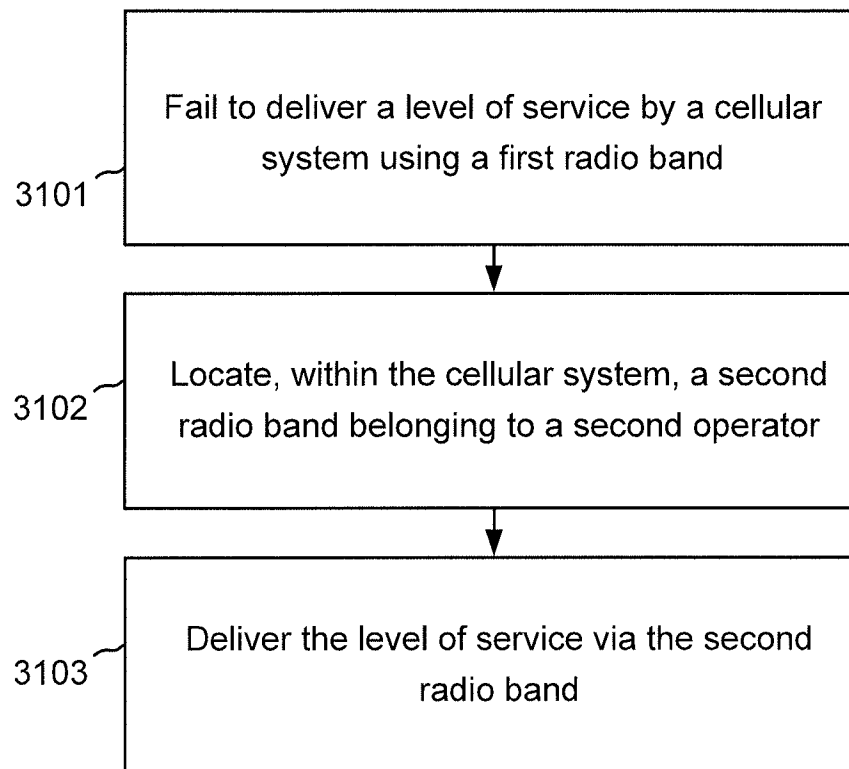 Fail to deliver a level of service by a cellular
system using a first radio band
3101
Locate, within the cellular system, a second
radio band belonging to a second operator
3102
Deliver the level of service via the second
radio band
3103